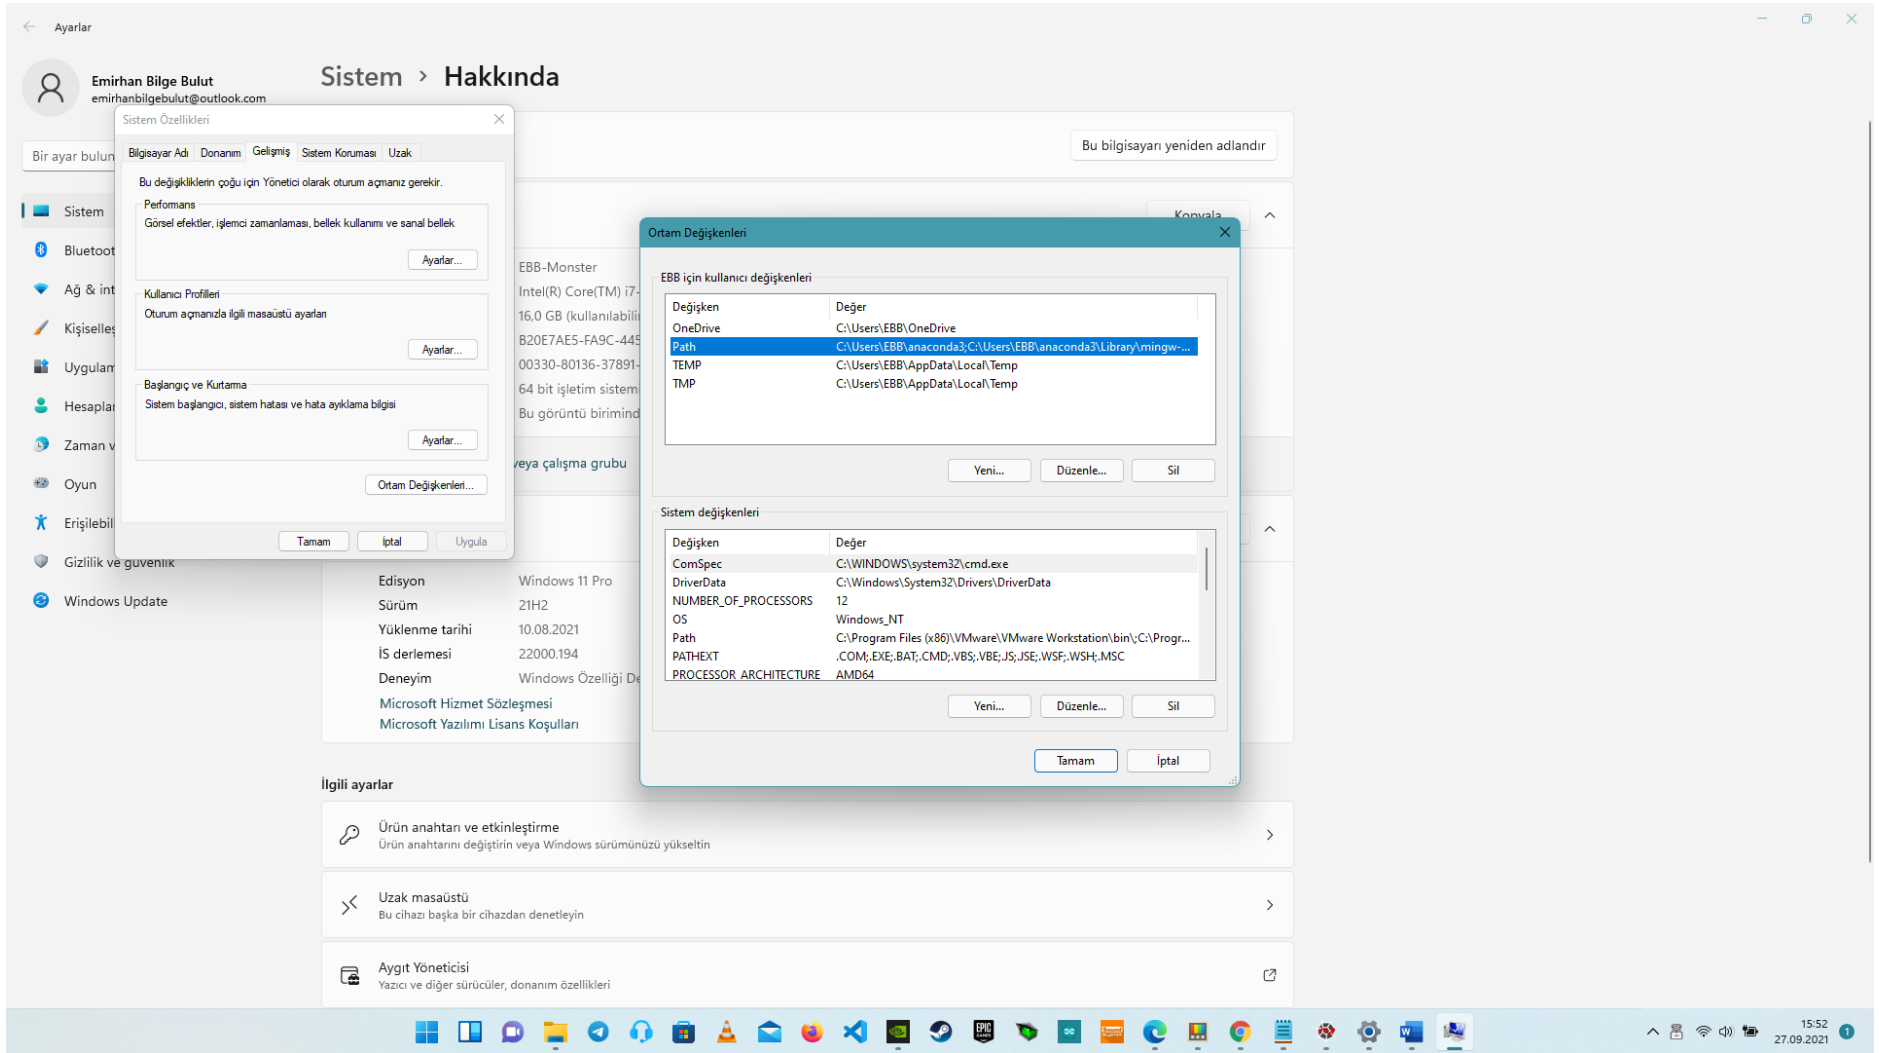 Ayarlar
Emirhan Bilge Bulut
emirhanbilgebulut@outlook.com
Bir ayar bulun
Sistem
Bluetoot
Ağ & int
Kişiselleş
Uygulam
Hesaplar
Zaman v
Oyun
Erişilebil
Gizlilik ve güvenlik
Windows Update
Sistem › Hakkında
Bu bilgisayarı yeniden adlandır
Kopyala
EBB-Monster
Intel(R) Core(TM) i7-
16,0 GB (kullanılabili
B20E7AE5-FA9C-445
00330-80136-37891-
64 bit işletim sistemi
Bu görüntü birimind
veya çalışma grubu
Edisyon Windows 11 Pro
Sürüm 21H2
Yüklenme tarihi 10.08.2021
İS derlemesi 22000.194
Deneyim Windows Özelliği De
Microsoft Hizmet Sözleşmesi
Microsoft Yazılımı Lisans Koşulları
İlgili ayarlar
Ürün anahtarı ve etkinleştirme
Ürün anahtarını değiştirin veya Windows sürümünüzü yükseltin
Uzak masaüstü
Bu cihazı başka bir cihazdan denetleyin
Aygıt Yöneticisi
Yazıcı ve diğer sürücüler, donanım özellikleri
Sistem Özellikleri
Bilgisayar Adı Donanım Gelişmiş Sistem Koruması Uzak
Bu değişikliklerin çoğu için Yönetici olarak oturum açmanız gerekir.
Performans
Görsel efektler, işlemci zamanlaması, bellek kullanımı ve sanal bellek
Ayarlar...
Kullanıcı Profilleri
Oturum açmanızla ilgili masaüstü ayarları
Ayarlar...
Başlangıç ve Kurtarma
Sistem başlangıcı, sistem hatası ve hata ayıklama bilgisi
Ayarlar...
Ortam Değişkenleri...
Tamam İptal Uygula
Ortam Değişkenleri
EBB için kullanıcı değişkenleri
Değişken Değer
OneDrive C:\Users\EBB\OneDrive
Path C:\Users\EBB\anaconda3;C:\Users\EBB\anaconda3\Library\mingw-...
TEMP C:\Users\EBB\AppData\Local\Temp
TMP C:\Users\EBB\AppData\Local\Temp
Yeni... Düzenle... Sil
Sistem değişkenleri
Değişken Değer
ComSpec C:\WINDOWS\system32\cmd.exe
DriverData C:\Windows\System32\Drivers\DriverData
NUMBER_OF_PROCESSORS 12
OS Windows_NT
Path C:\Program Files (x86)\VMware\VMware Workstation\bin\;C:\Progr...
PATHEXT .COM;.EXE;.BAT;.CMD;.VBS;.VBE;.JS;.JSE;.WSF;.WSH;.MSC
PROCESSOR_ARCHITECTURE AMD64
Yeni... Düzenle... Sil
Tamam İptal
EPIC GAMES
15:52
27.09.2021
1